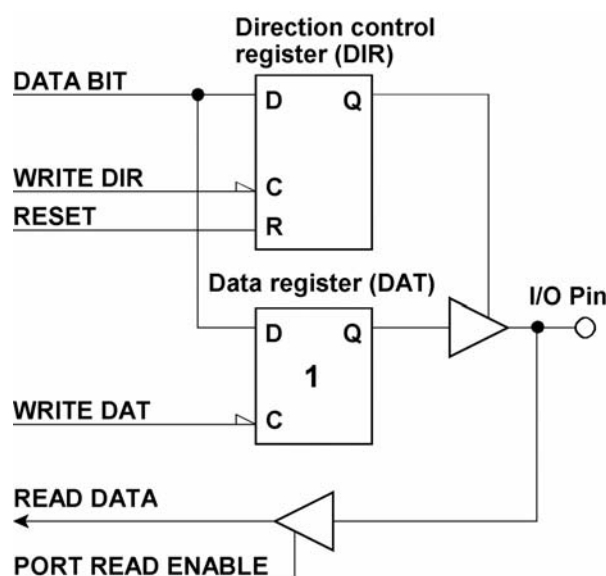 Direction control
register (DIR)
DATA BIT
D Q
WRITE DIR
C
RESET
R
Data register (DAT)
I/O Pin
D Q
1
WRITE DAT
C
READ DATA
PORT READ ENABLE